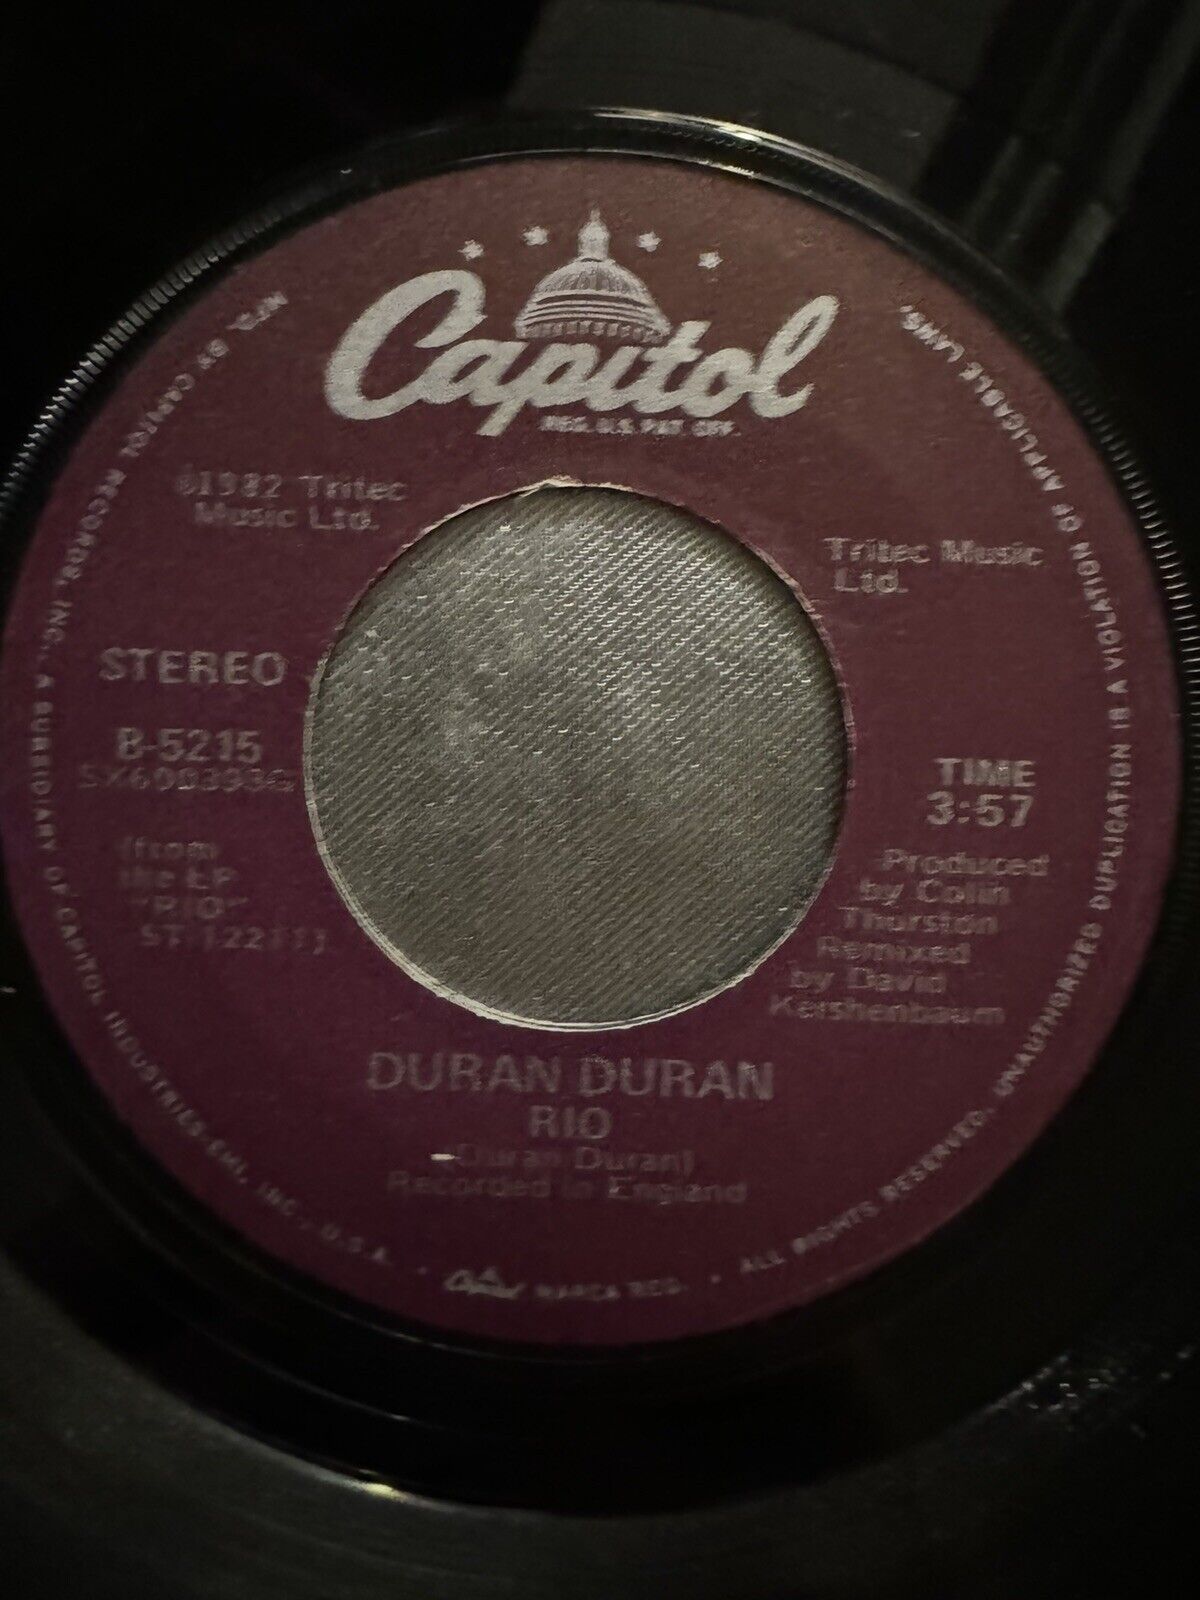 Capitol
REG. U.S. PAT. OFF.
©1982 Tritec
Music Ltd.
Tritec Music
Ltd.
STEREO
B-5215
(from
the EP
"RIO"
TIME
3:57
Produced
by Colin
Thurston
Remixed
by David
Kershenbaum
DURAN DURAN
RIO
(Duran Duran)
Recorded in England
MFD. BY CAPITOL RECORDS, INC., A SUBSIDIARY OF CAPITOL INDUSTRIES-EMI, INC., U.S.A. • Capitol MARCA REG. • ALL RIGHTS RESERVED. UNAUTHORIZED DUPLICATION IS A VIOLATION OF APPLICABLE LAWS.